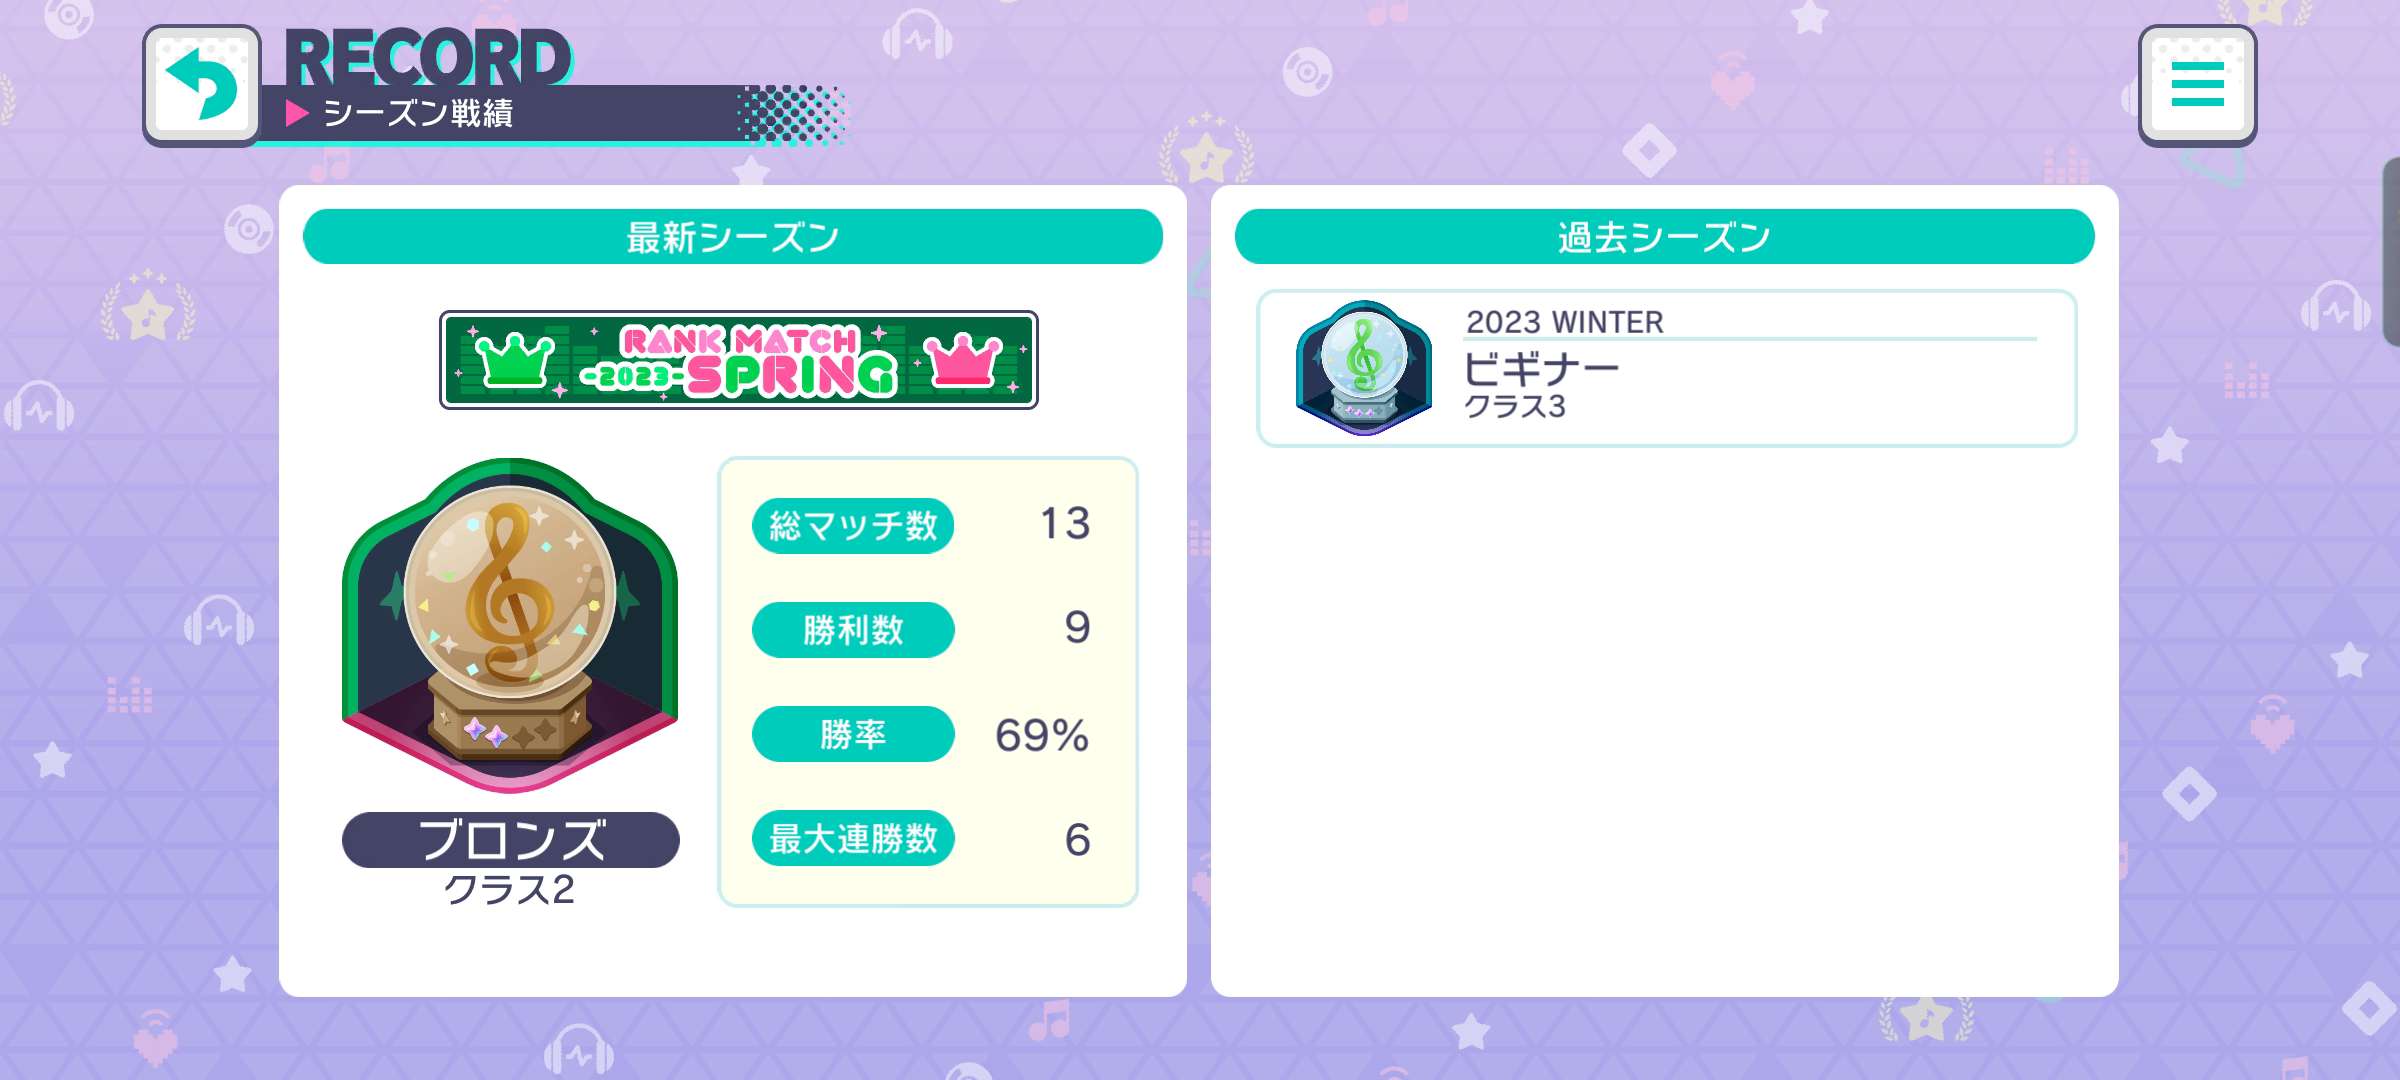 RECORD
シーズン戦績
最新シーズン
RANK MATCH
-2023- SPRING
ブロンズ
クラス2
総マッチ数 13
勝利数 9
勝率 69%
最大連勝数 6
過去シーズン
2023 WINTER
ビギナー
クラス3